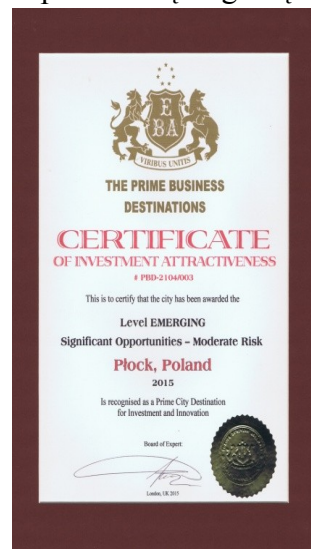 E
BA
VIRIBUS UNITIS
THE PRIME BUSINESS
DESTINATIONS
CERTIFICATE
OF INVESTMENT ATTRACTIVENESS
# PBD-2104/003
This is to certify that the city has been awarded the
Level EMERGING
Significant Opportunities – Moderate Risk
Płock, Poland
2015
Is recognised as a Prime City Destination
for Investment and Innovation
Board of Expert:
London, UK 2015